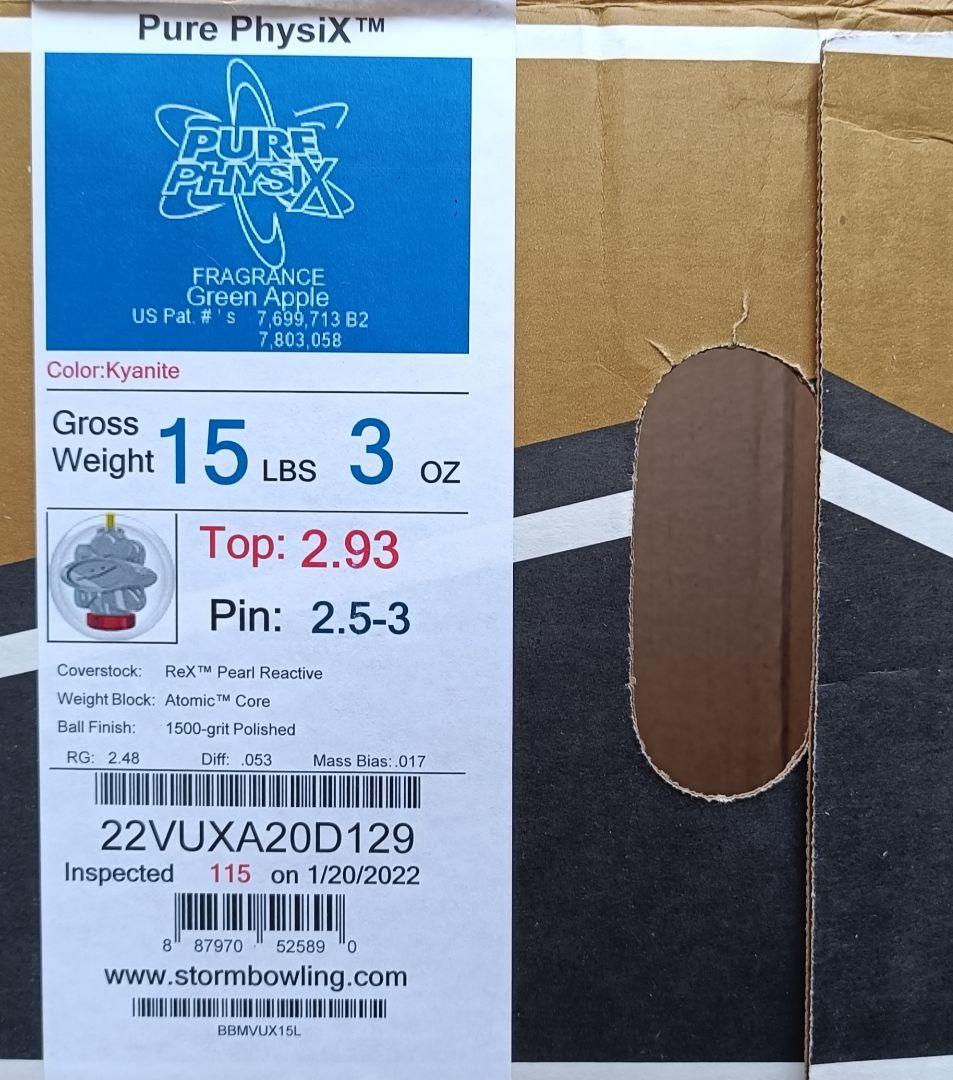 Pure PhysiX™
PURE
PHYSIX
FRAGRANCE
Green Apple
US Pat. # ' s 7,699,713 B2
7,803,058
Color:Kyanite
Gross Weight 15 LBS 3 OZ
Top: 2.93
Pin: 2.5-3
Coverstock: ReX™ Pearl Reactive
Weight Block: Atomic™ Core
Ball Finish: 1500-grit Polished
RG: 2.48 Diff: .053 Mass Bias: .017
22VUXA20D129
Inspected 115 on 1/20/2022
8 87970 52589 0
www.stormbowling.com
BBMVUX15L